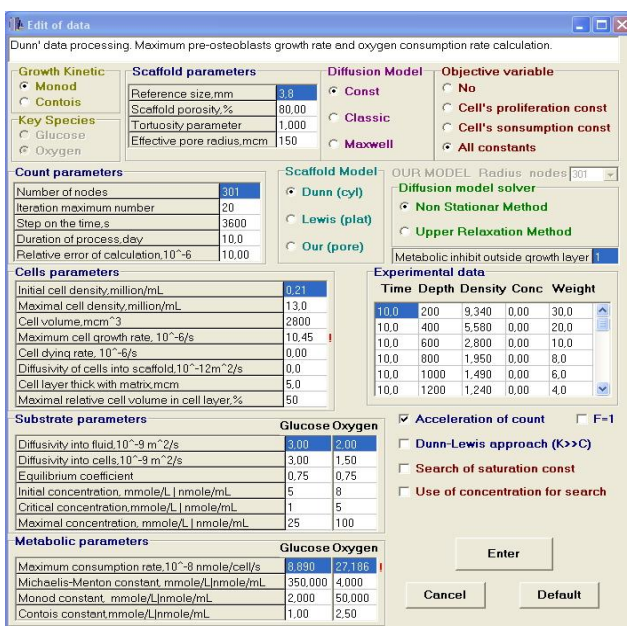 Edit of data
Dunn' data processing. Maximum pre-osteoblasts growth rate and oxygen consumption rate calculation.
Growth Kinetic
Monod
Contois
Key Species
Glucose
Oxygen
Scaffold parameters
Reference size,mm 3,8
Scaffold porosity,% 80,00
Tortuosity parameter 1,000
Effective pore radius,mcm 150
Diffusion Model
Const
Classic
Maxwell
Objective variable
No
Cell's proliferation const
Cell's sonsumption const
All constants
Count parameters
Number of nodes 301
Iteration maximum number 20
Step on the time,s 3600
Duration of process,day 10,0
Relative error of calculation,10^-6 10,00
Scaffold Model
Dunn (cyl)
Lewis (plat)
Our (pore)
OUR MODEL Radius nodes 301
Diffusion model solver
Non Stationar Method
Upper Relaxation Method
Metabolic inhibit outside growth layer 1
Cells parameters
Initial cell density,million/mL 0,21
Maximal cell density,million/mL 13,0
Cell volume,mcm^3 2800
Maximum cell growth rate, 10^-6/s 10,45 !
Cell dying rate, 10^-6/s 0,00
Diffusivity of cells into scaffold,10^-12m^2/s 0,0
Cell layer thick with matrix,mcm 5,0
Maximal relative cell volume in cell layer,% 50
Experimental data
Time Depth Density Conc Weight
10,0 200 9,340 0,00 30,0
10,0 400 5,580 0,00 20,0
10,0 600 2,800 0,00 10,0
10,0 800 1,950 0,00 8,0
10,0 1000 1,490 0,00 6,0
10,0 1200 1,240 0,00 4,0
Substrate parameters
Glucose Oxygen
Diffusivity into fluid,10^-9 m^2/s 3,00 2,00
Diffusivity into cells,10^-9 m^2/s 3,00 1,50
Equilibrium coefficient 0,75 0,75
Initial concentration, mmole/L | nmole/mL 5 8
Critical concentration,mmole/L | nmole/mL 1 5
Maximal concentration, mmole/L | nmole/mL 25 100
Acceleration of count F=1
Dunn-Lewis approach (K>>C)
Search of saturation const
Use of concentration for search
Metabolic parameters
Glucose Oxygen
Maximum consumption rate,10^-8 nmole/cell/s 8,890 27,186 !
Michaelis-Menton constant, mmole/L|nmole/mL 350,000 4,000
Monod constant, mmole/L|nmole/mL 2,000 50,000
Contois constant,mmole/L|nmole/mL 1,00 2,50
Enter
Cancel
Default